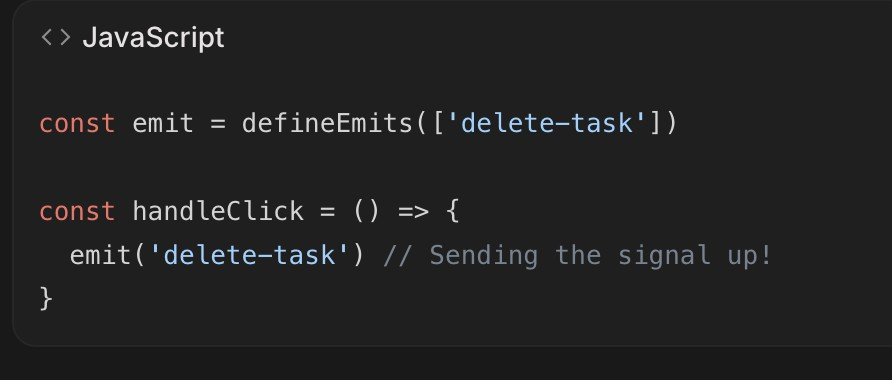 <> JavaScript
const emit = defineEmits(['delete-task'])
const handleClick = () => {
  emit('delete-task') // Sending the signal up!
}